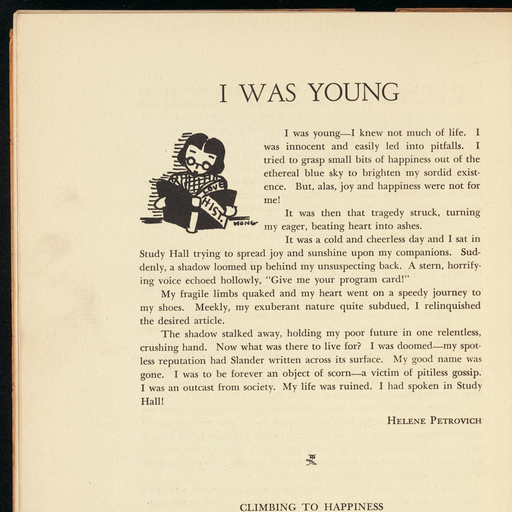 I WAS YOUNG
I was young—I knew not much of life. I
was innocent and easily led into pitfalls. I
tried to grasp small bits of happiness out of the
ethereal blue sky to brighten my sordid exist-
ence. But, alas, joy and happiness were not for
me!
LOVE
HIST.
WONG
It was then that tragedy struck, turning
my eager, beating heart into ashes.
It was a cold and cheerless day and I sat in
Study Hall trying to spread joy and sunshine upon my companions. Sud-
denly, a shadow loomed up behind my unsuspecting back. A stern, horrify-
ing voice echoed hollowly, "Give me your program card!"
My fragile limbs quaked and my heart went on a speedy journey to
my shoes. Meekly, my exuberant nature quite subdued, I relinquished
the desired article.
The shadow stalked away, holding my poor future in one relentless,
crushing hand. Now what was there to live for? I was doomed—my spot-
less reputation had Slander written across its surface. My good name was
gone. I was to be forever an object of scorn—a victim of pitiless gossip.
I was an outcast from society. My life was ruined. I had spoken in Study
Hall!
HELENE PETROVICH
CLIMBING TO HAPPINESS